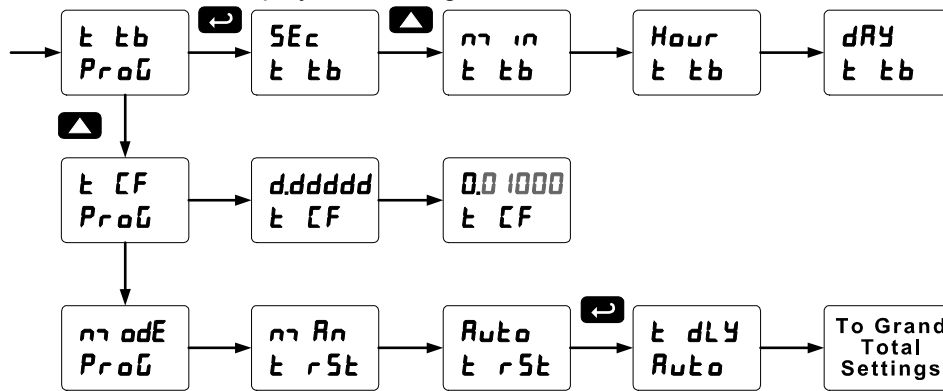 t tb
ProG
SEc
t tb
min
t tb
Hour
t tb
dAY
t tb
t CF
ProG
d.ddddd
t CF
0.01000
t CF
modE
ProG
mAn
t rSt
Auto
t rSt
t dLY
Auto
To Grand
Total
Settings